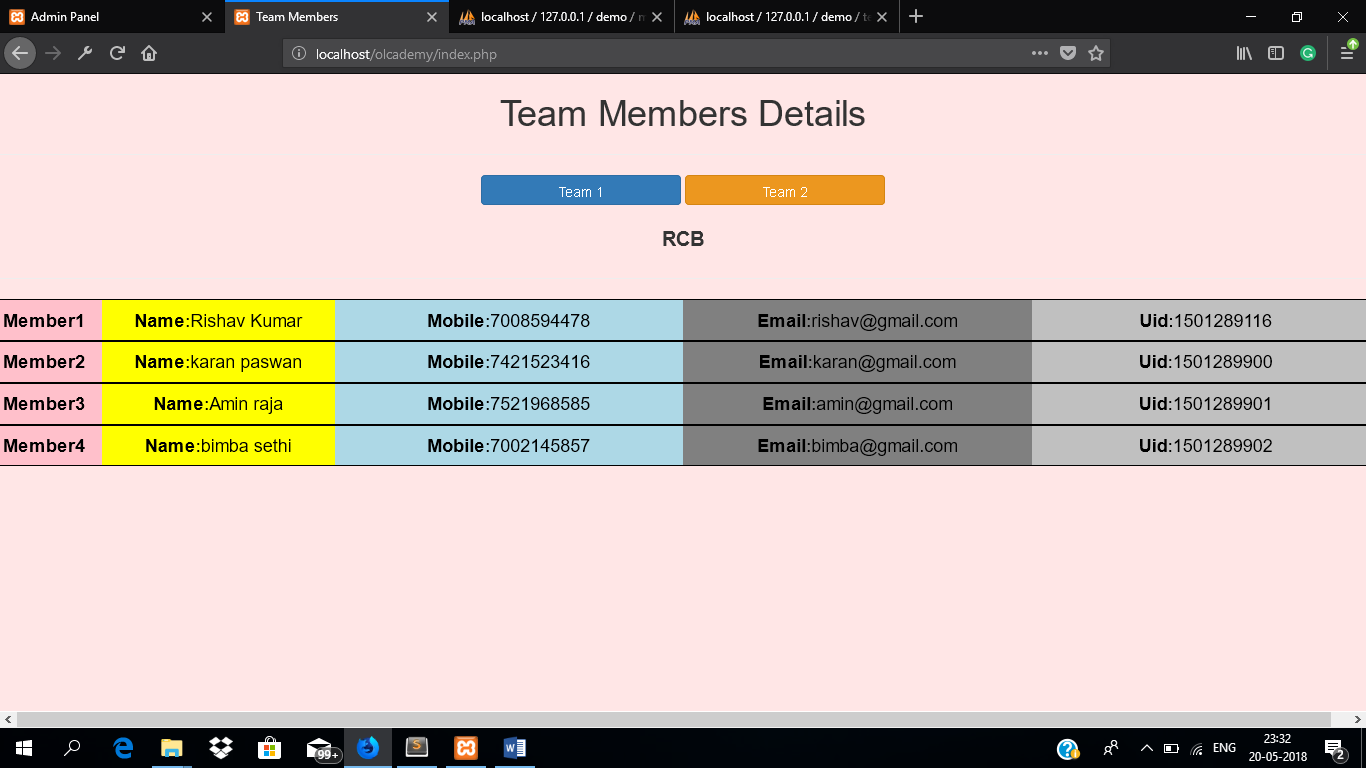 Admin Panel
Team Members
localhost / 127.0.0.1 / demo / m
localhost / 127.0.0.1 / demo / te
localhost/olcademy/index.php
Team Members Details
Team 1
Team 2
RCB
Member1 Name:Rishav Kumar Mobile:7008594478 Email:rishav@gmail.com Uid:1501289116
Member2 Name:karan paswan Mobile:7421523416 Email:karan@gmail.com Uid:1501289900
Member3 Name:Amin raja Mobile:7521968585 Email:amin@gmail.com Uid:1501289901
Member4 Name:bimba sethi Mobile:7002145857 Email:bimba@gmail.com Uid:1501289902
99+
ENG
23:32
20-05-2018
2